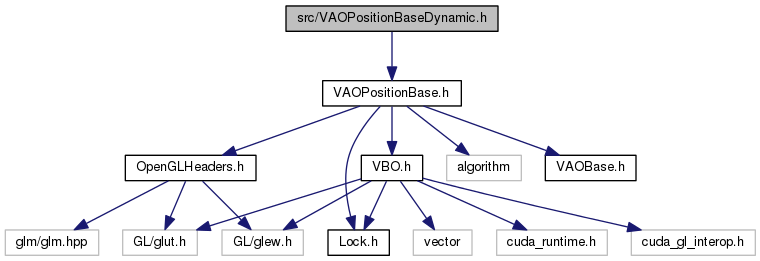 src/VAOPositionBaseDynamic.h
VAOPositionBase.h
OpenGLHeaders.h
VBO.h
algorithm
VAOBase.h
glm/glm.hpp
GL/glut.h
GL/glew.h
Lock.h
vector
cuda_runtime.h
cuda_gl_interop.h